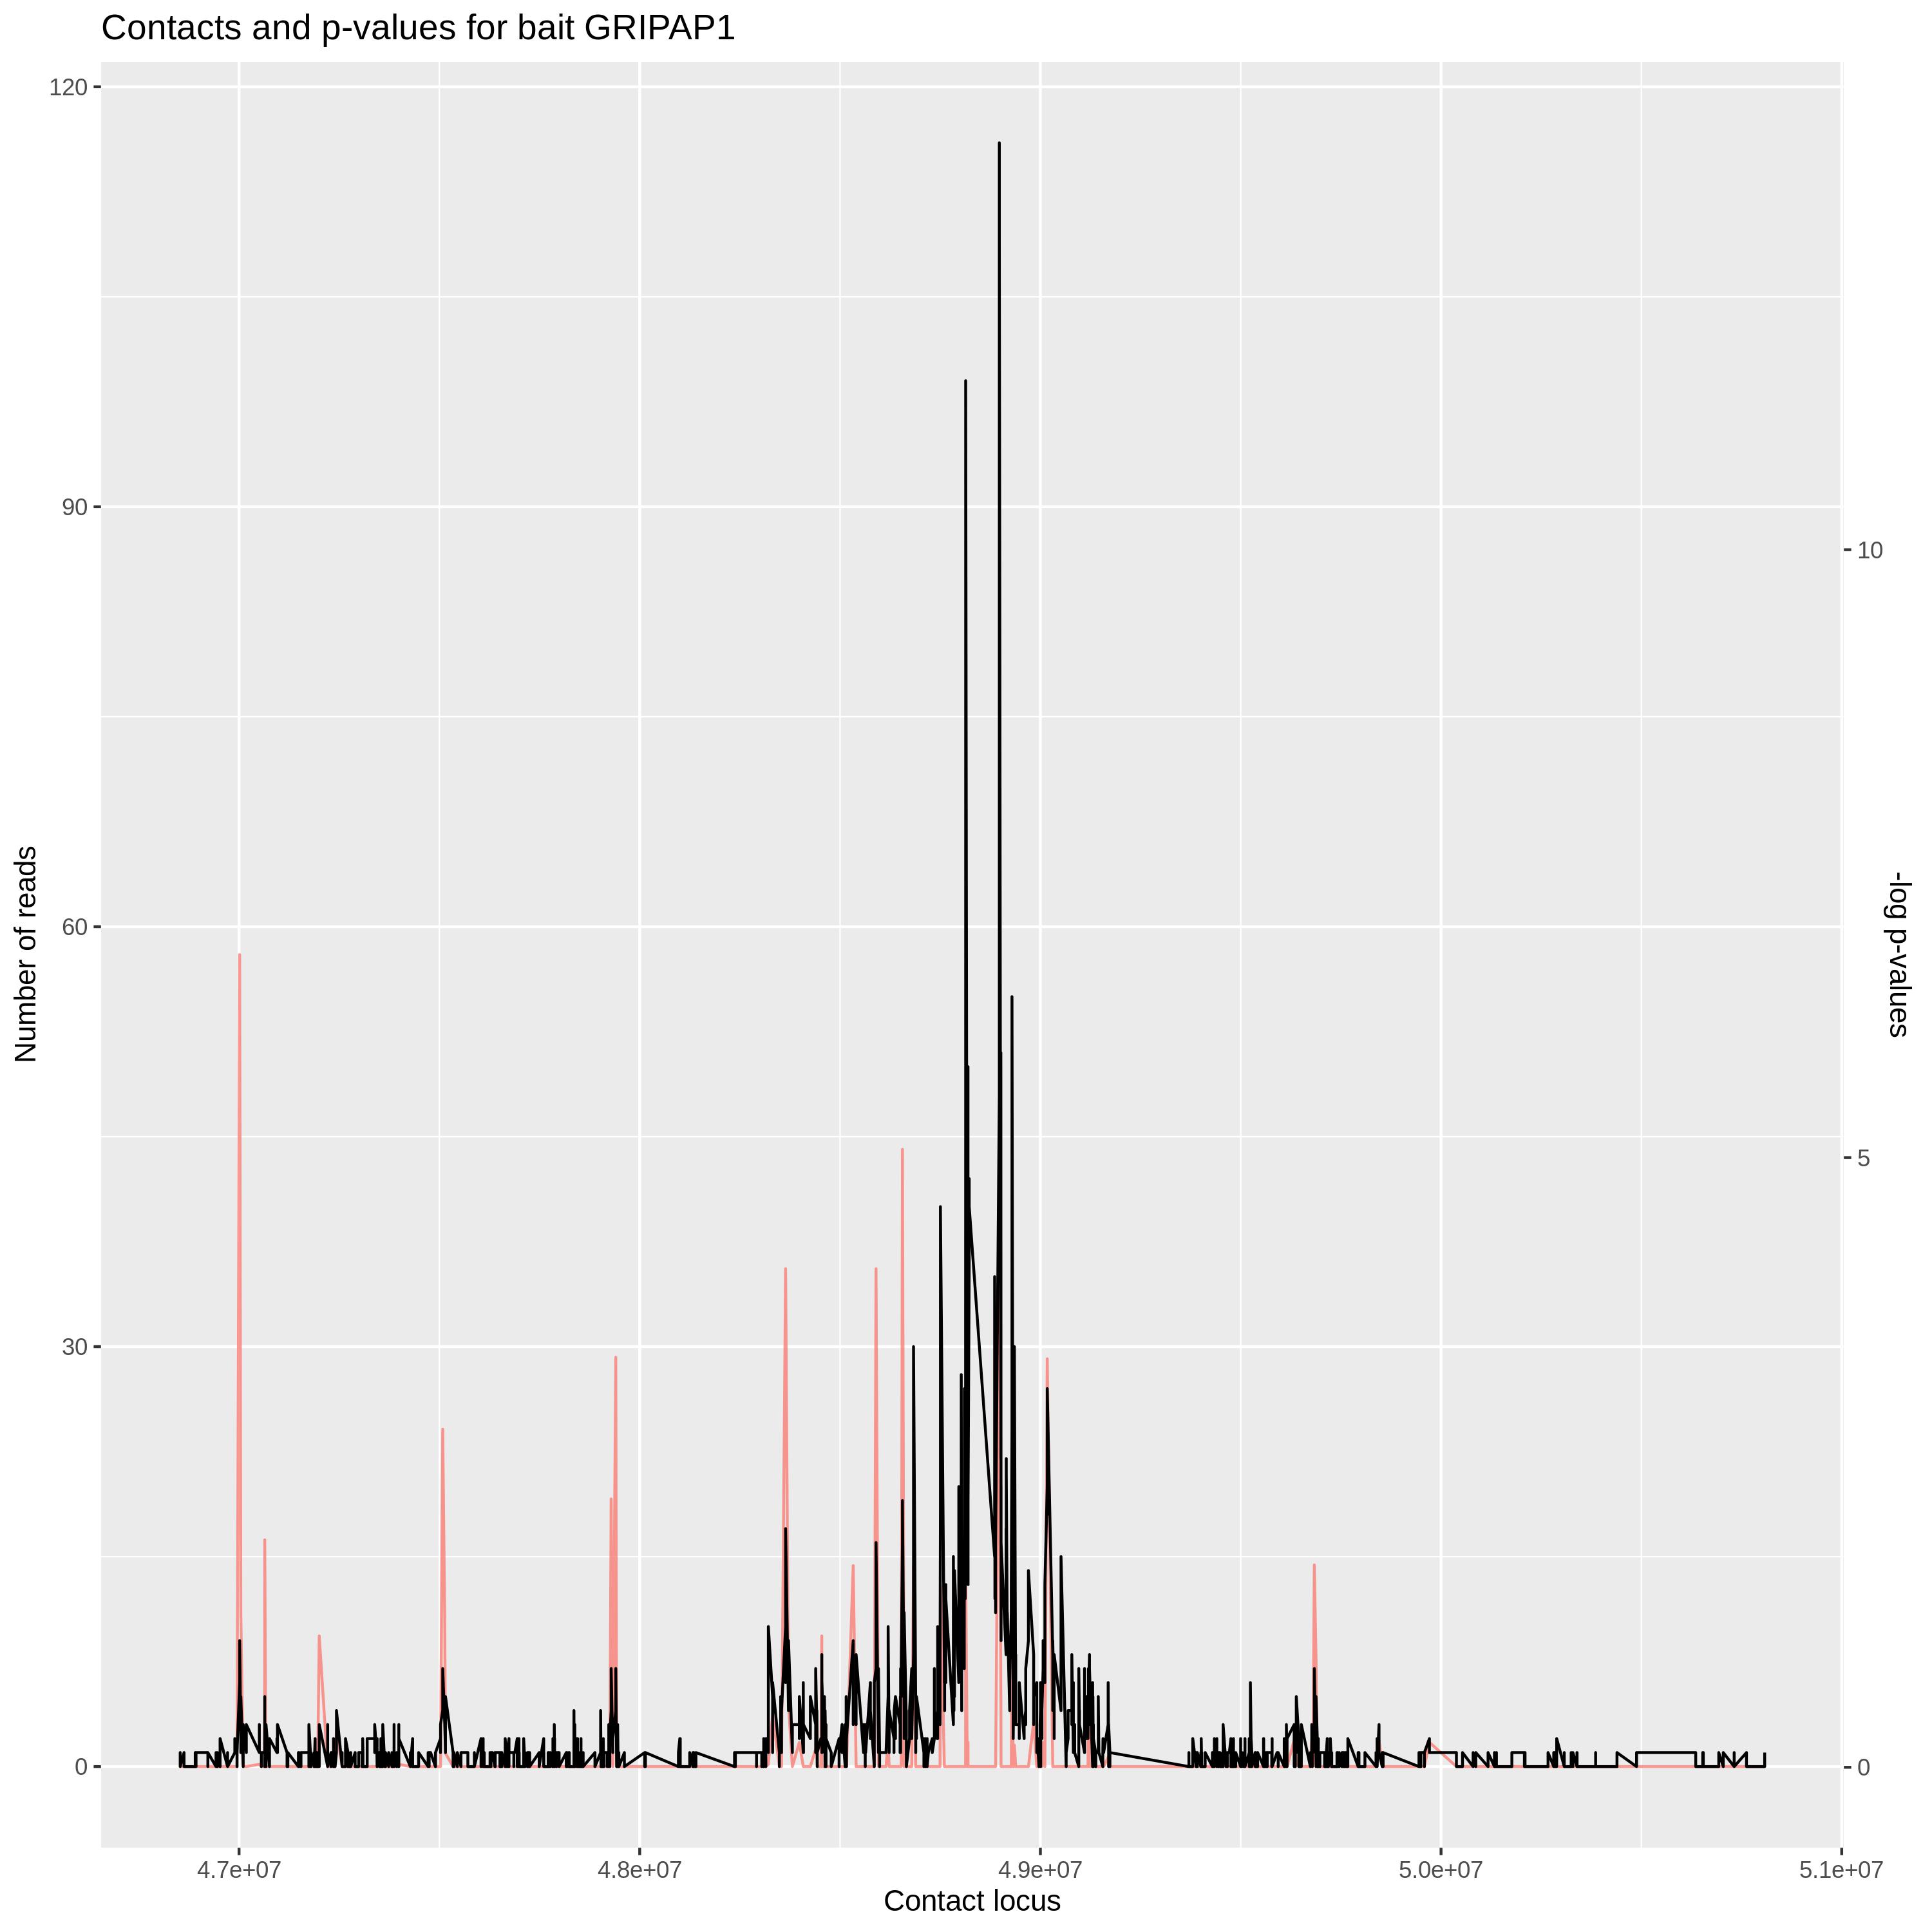 Contacts and p-values for bait GRIPAP1
120
90
60
30
0
Number of reads
10
5
0
-log p-values
4.7e+07 4.8e+07 4.9e+07 5.0e+07 5.1e+07
Contact locus